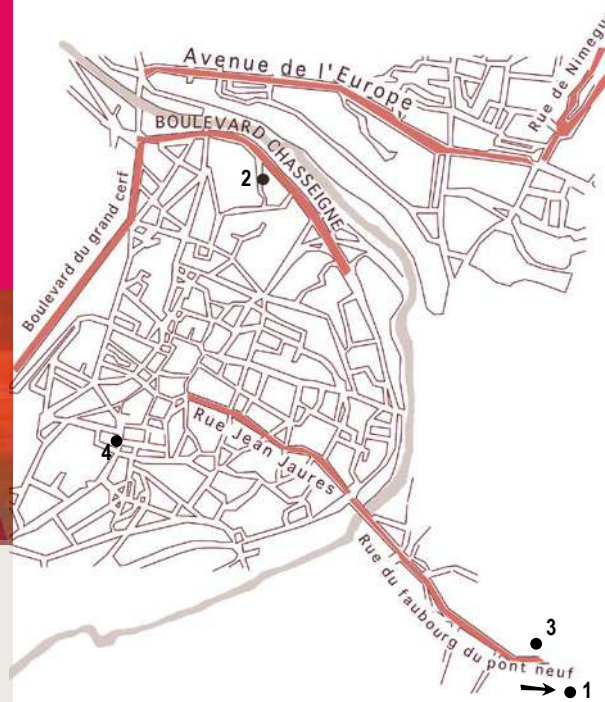 Avenue de l'Europe
Rue de Nimegue
BOULEVARD CHASSEIGNE
2
Boulevard du grand cerf
Rue Jean Jaures
4
Rue du faubourg du pont neuf
3
1